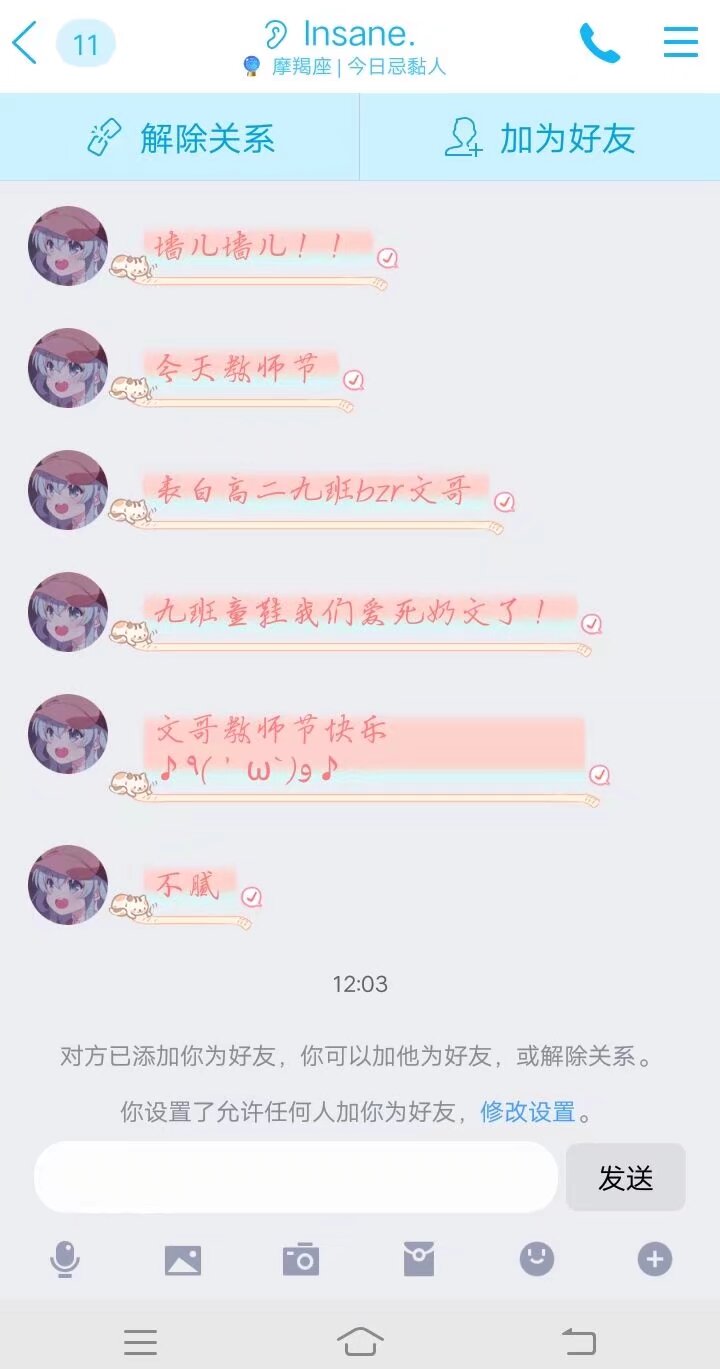 11
Insane.
摩羯座 | 今日忌黏人
解除关系
加为好友
墙儿墙儿！！
今天教师节
表白高二九班bzr文哥
九班童鞋我们爱死奶文了！
文哥教师节快乐
♪٩(＇ω`)و♪
不腻
12:03
对方已添加你为好友，你可以加他为好友，或解除关系。
你设置了允许任何人加你为好友，修改设置。
发送